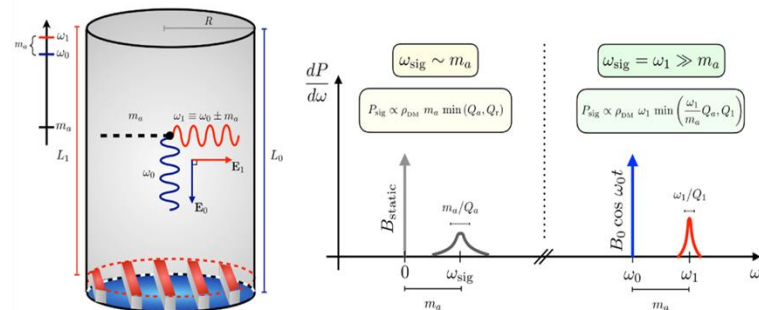 R
m_a
ω_1
ω_0
m_a
L_1
m_a
ω_1 ≡ ω_0 ± m_a
ω_0
E_1
E_0
L_0
dP/dω
ω_sig ∼ m_a
P_sig ∝ ρ_DM m_a min (Q_a, Q_r)
B_static
m_a/Q_a
0
ω_sig
m_a
ω_sig = ω_1 ≫ m_a
P_sig ∝ ρ_DM ω_1 min (ω_1/m_a Q_a, Q_1)
B_0 cos ω_0 t
ω_1/Q_1
ω_0
ω_1
ω
m_a